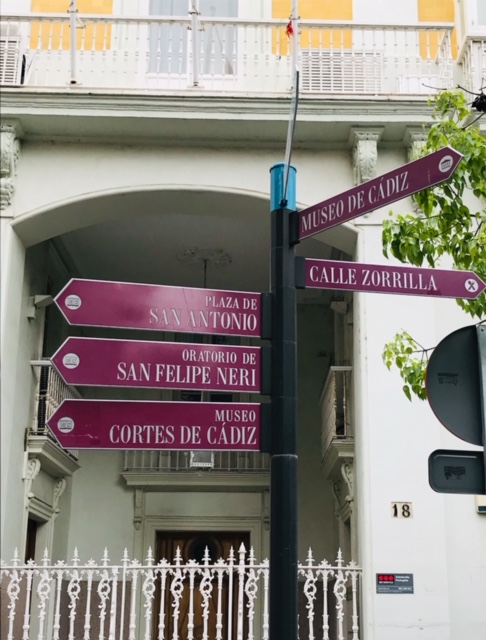 MUSEO DE CÁDIZ
CALLE ZORRILLA
PLAZA DE
SAN ANTONIO
ORATORIO DE
SAN FELIPE NERI
MUSEO
CORTES DE CÁDIZ
18